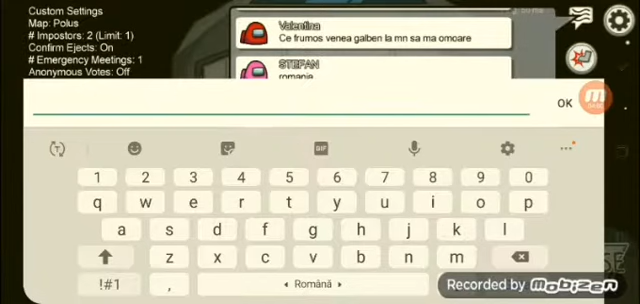 Custom Settings
Map: Polus
# Impostors: 2 (Limit: 1)
Confirm Ejects: On
# Emergency Meetings: 1
Anonymous Votes: Off
Valentina
Ce frumos venea galben la mn sa ma omoare
STEFAN
romania
OK
GIF
1 2 3 4 5 6 7 8 9 0
q w e r t y u i o p
a s d f g h j k l
z x c v b n m
!#1 , Română
Recorded by Mobizen